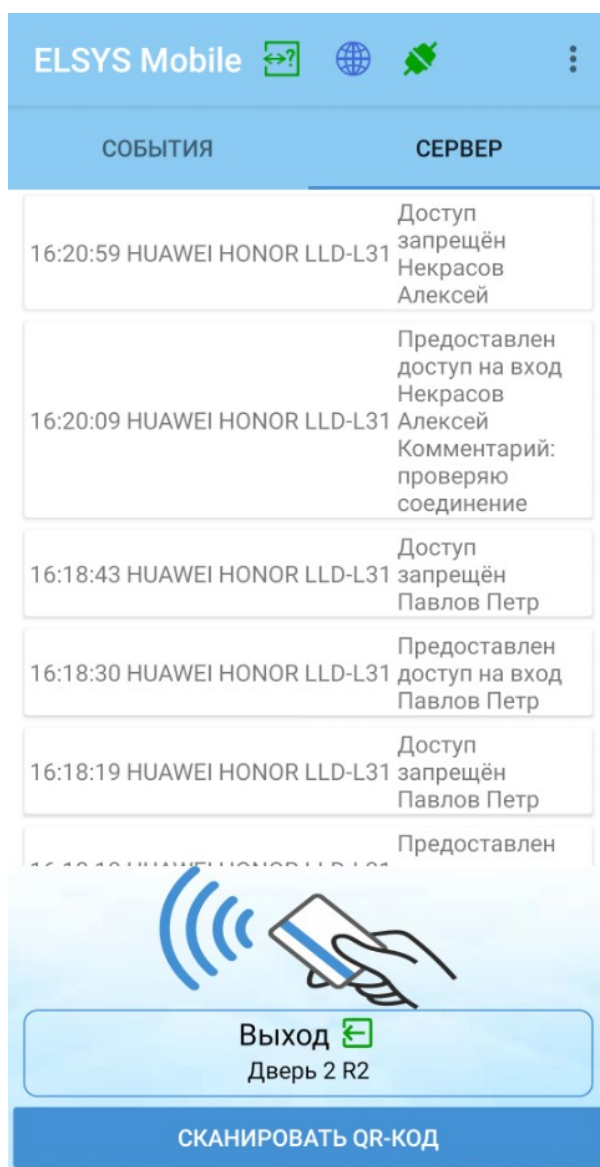 ELSYS Mobile
СОБЫТИЯ
СЕРВЕР
16:20:59 HUAWEI HONOR LLD-L31
Доступ
запрещён
Некрасов
Алексей
16:20:09 HUAWEI HONOR LLD-L31
Предоставлен
доступ на вход
Некрасов
Алексей
Комментарий:
проверяю
соединение
16:18:43 HUAWEI HONOR LLD-L31
Доступ
запрещён
Павлов Петр
16:18:30 HUAWEI HONOR LLD-L31
Предоставлен
доступ на вход
Павлов Петр
16:18:19 HUAWEI HONOR LLD-L31
Доступ
запрещён
Павлов Петр
Предоставлен
Выход
Дверь 2 R2
СКАНИРОВАТЬ QR-КОД